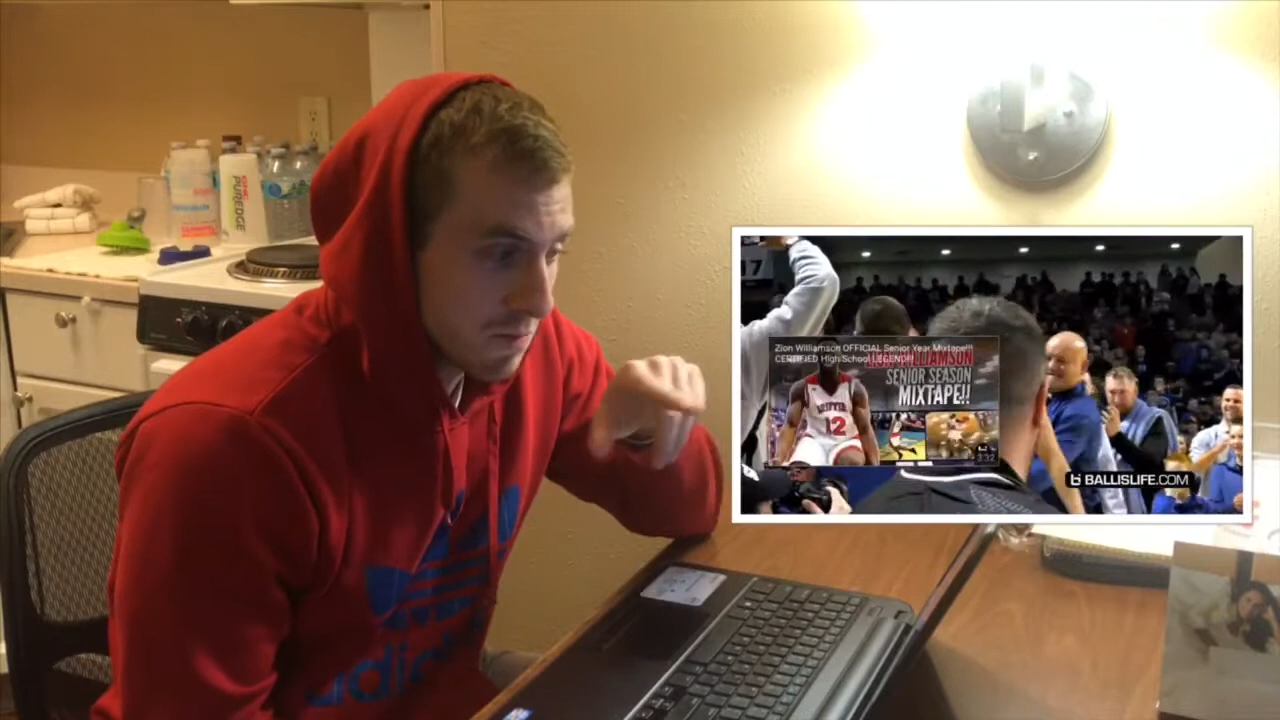 PUREDGE
17
Zion Williamson OFFICIAL Senior Year Mixtape!!!
CERTIFIED High School LEGEND!!!
WILLIAMSON
SENIOR SEASON
MIXTAPE!!
12
3:32
BALLISLIFE.COM
adidas